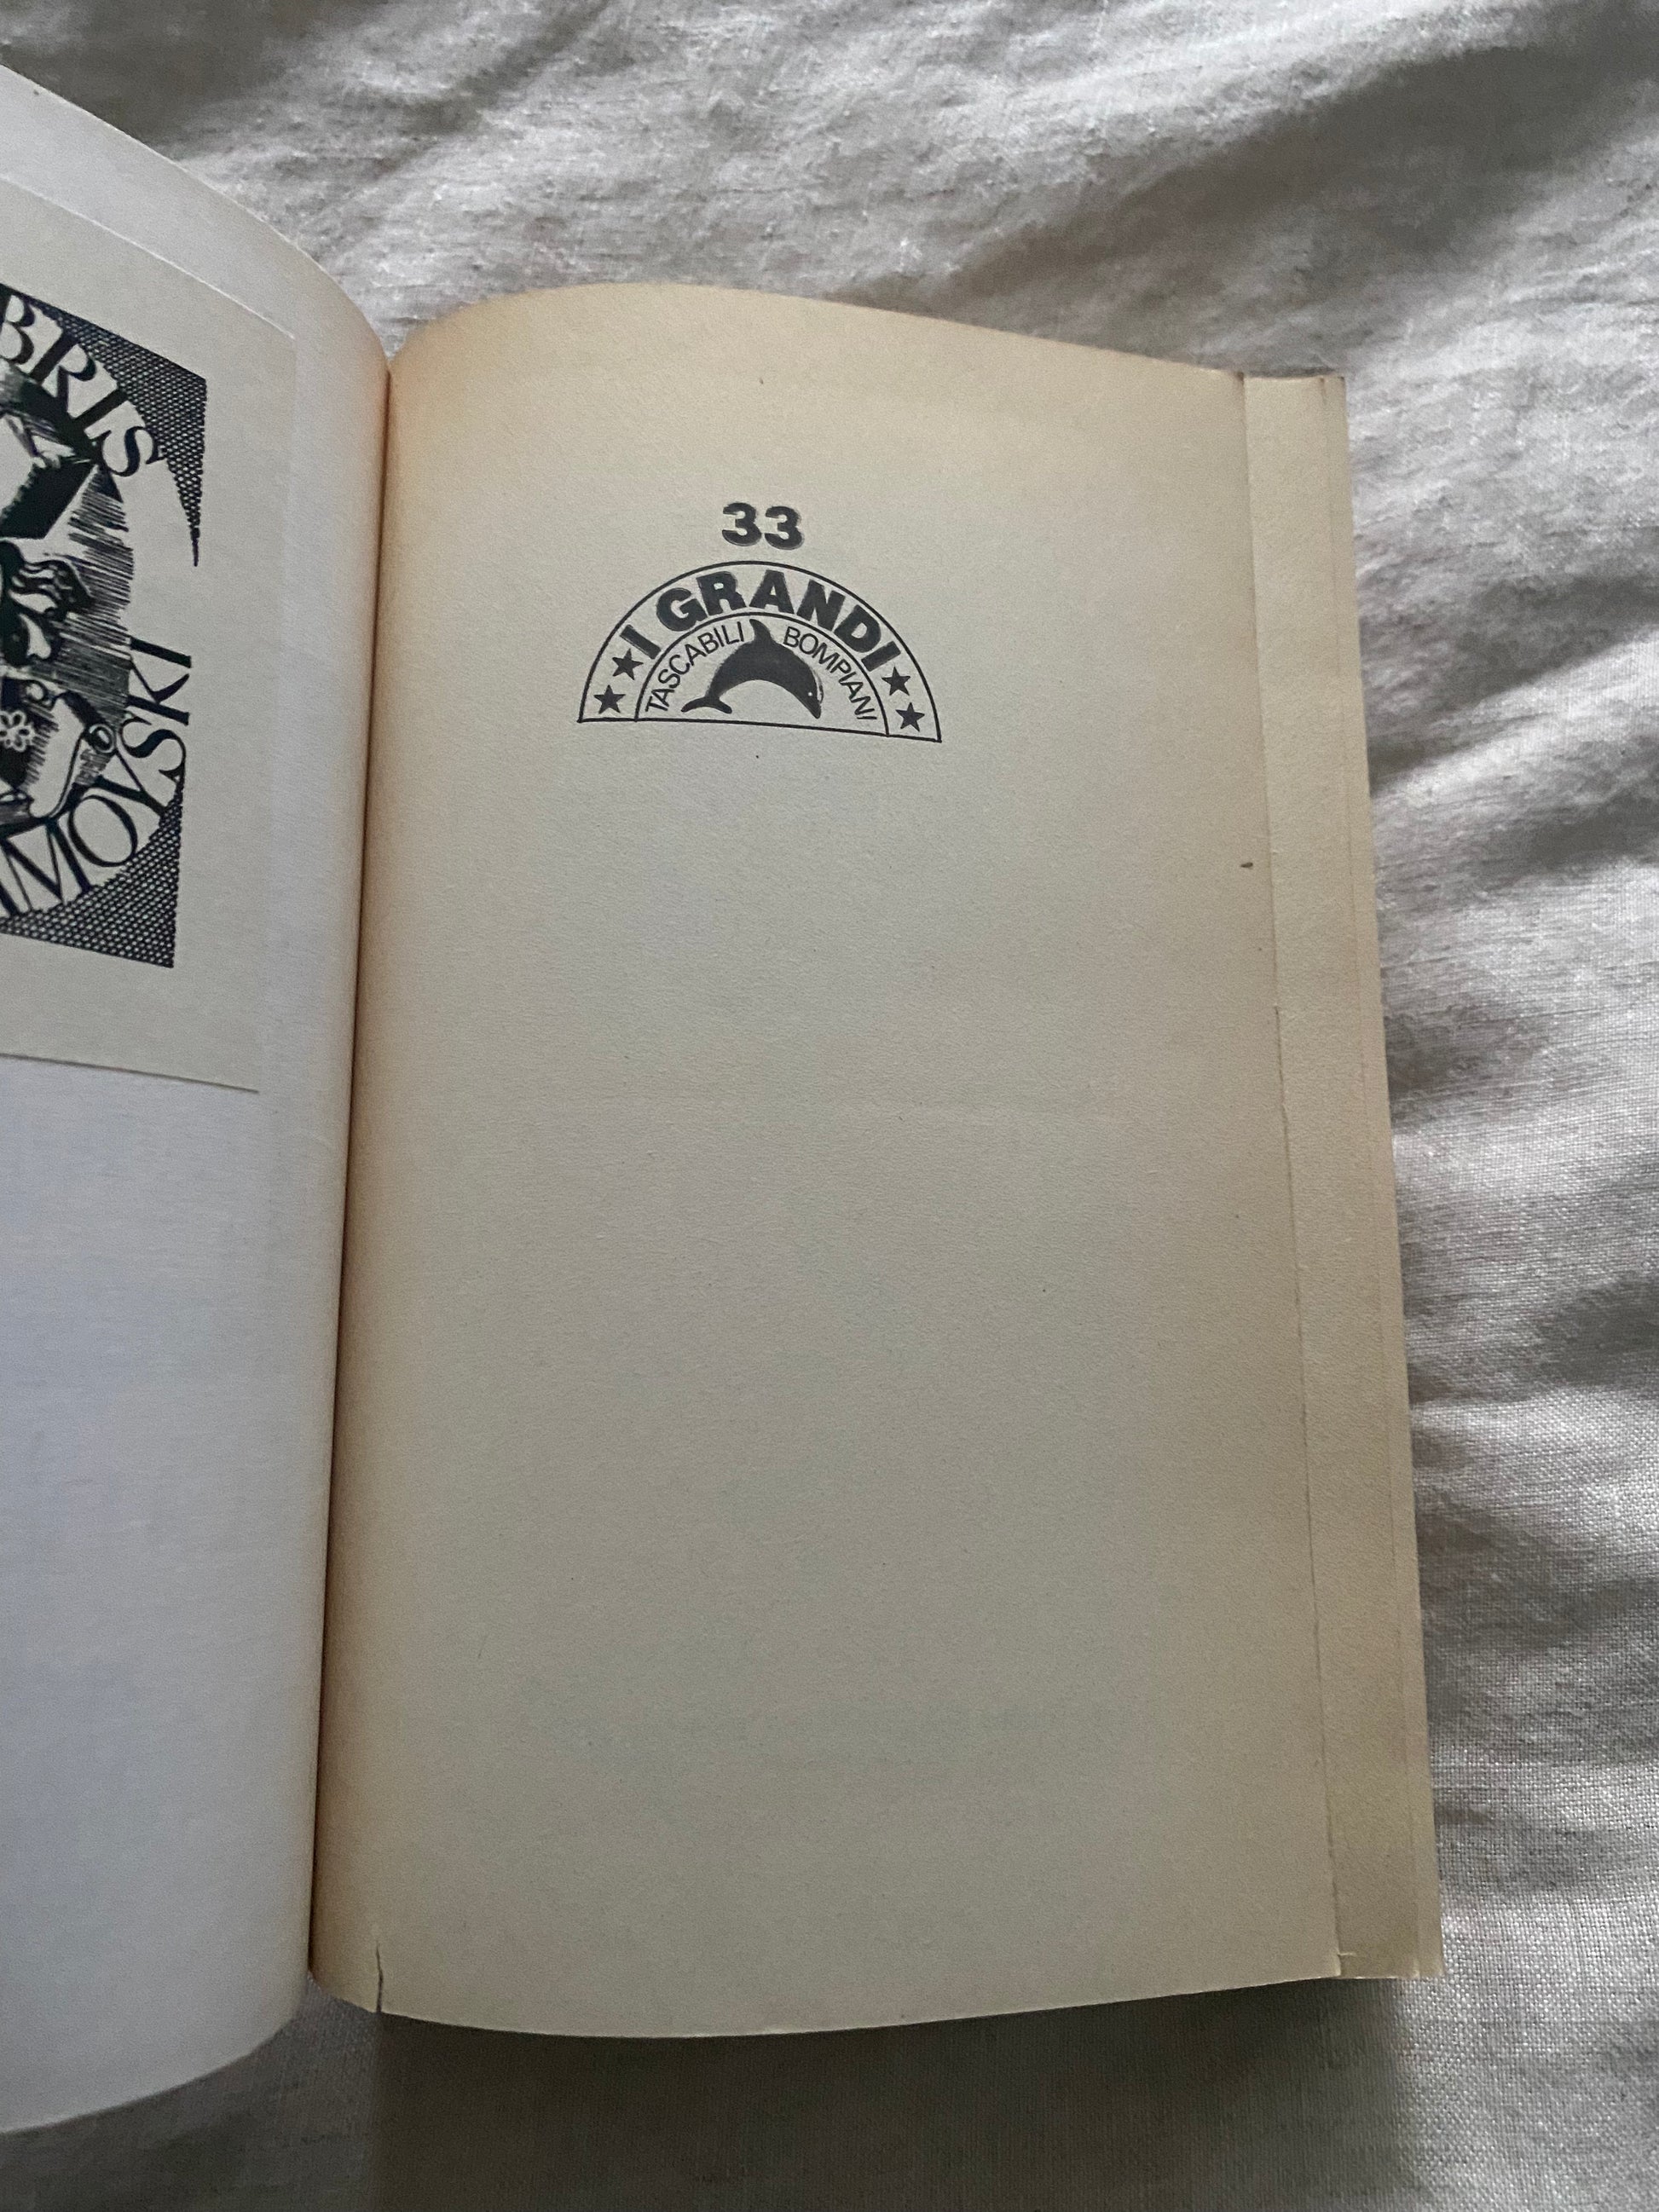 BRIS
MOYSKI
33
I GRANDI
TASCABILI BOMPIANI